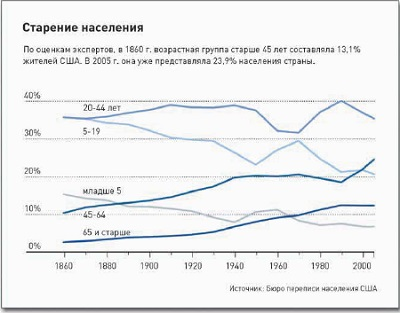 Старение населения
По оценкам экспертов, в 1860 г. возрастная группа старше 45 лет составляла 13,1%
жителей США. В 2005 г. она уже представляла 23,9% населения страны.
40%
20-44 лет
5-19
30%
20%
младше 5
10%
45-64
65 и старше
0%
1860 1880 1900 1920 1940 1960 1980 2000
Источник: бюро переписи населения США